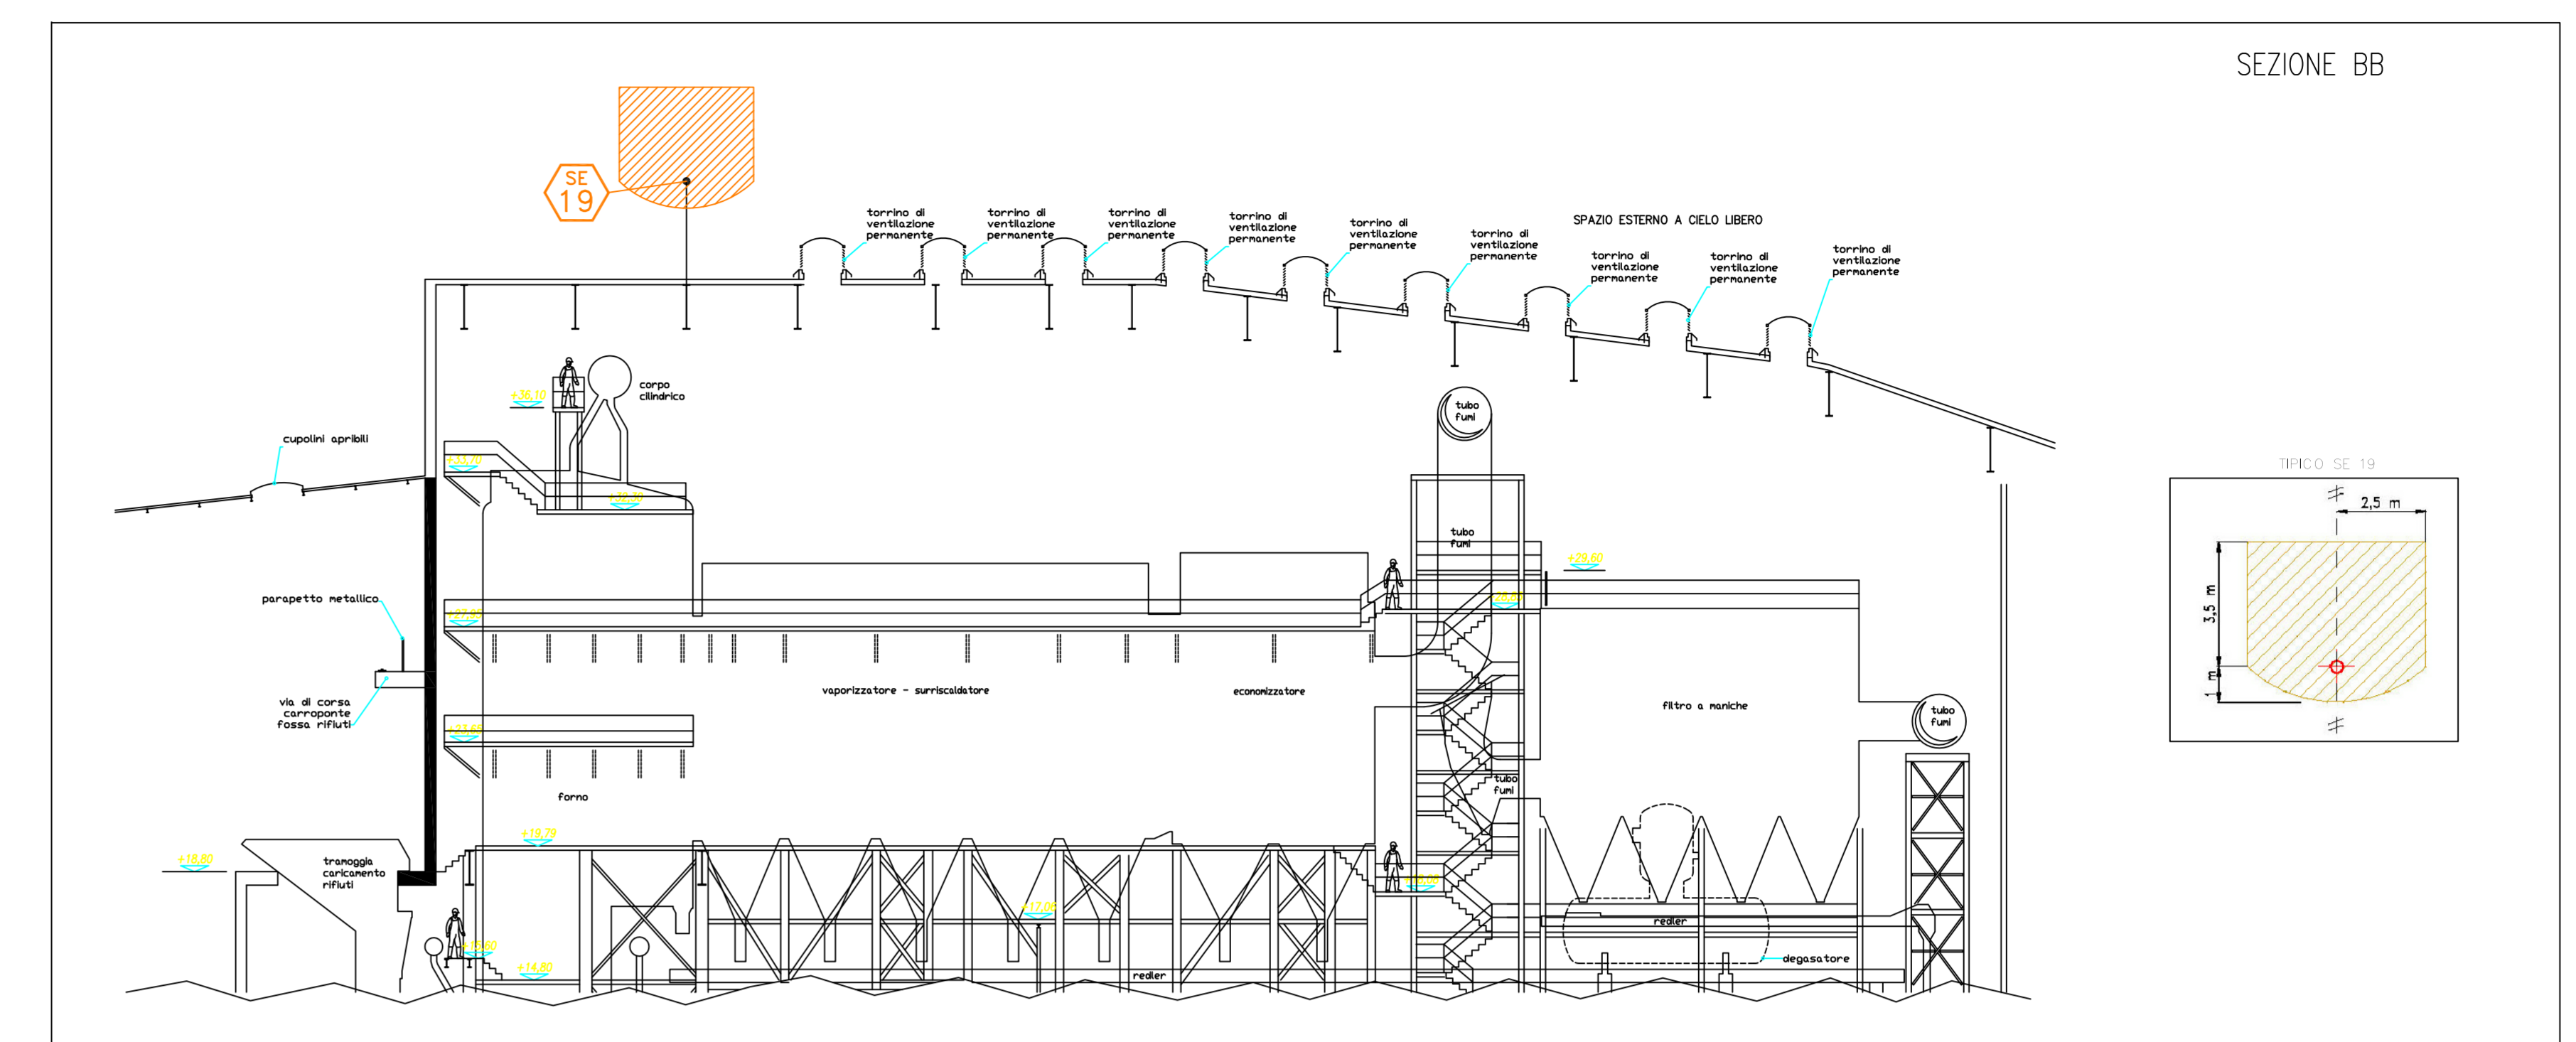 SEZIONE BB
SE
19
torrino di
ventilazione
permanente
torrino di
ventilazione
permanente
torrino di
ventilazione
permanente
torrino di
ventilazione
permanente
torrino di
ventilazione
permanente
torrino di
ventilazione
permanente
SPAZIO ESTERNO A CIELO LIBERO
torrino di
ventilazione
permanente
torrino di
ventilazione
permanente
torrino di
ventilazione
permanente
+36,10
corpo
cilindrico
tubo
fumi
cupolini apribili
+33,70
TIPICO SE 19
2,5 m
3,5 m
1 m
tubo
fumi
+29,60
parapetto metallico
vaporizzatore - surriscaldatore
economizzatore
via di corsa
carroponte
fossa rifiuti
filtro a maniche
tubo
fumi
tubo
fumi
forno
+19,79
+18,80
tramoggia
caricamento
rifiuti
+17,06
redler
+14,80
redler
degasatore